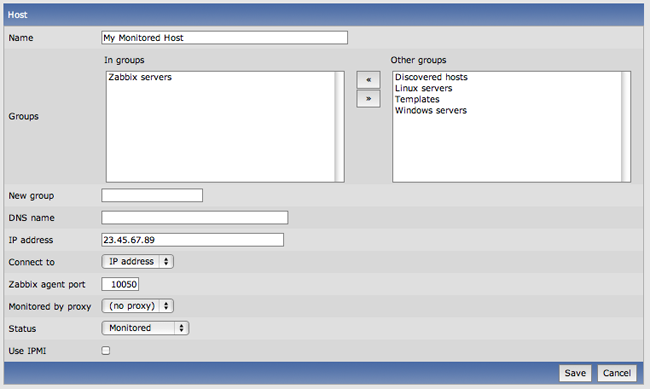 Host
Name My Monitored Host
In groups Other groups
Groups
Zabbix servers « Discovered hosts
Linux servers
» Templates
Windows servers
New group
DNS name
IP address 23.45.67.89
Connect to IP address
Zabbix agent port 10050
Monitored by proxy (no proxy)
Status Monitored
Use IPMI
Save Cancel